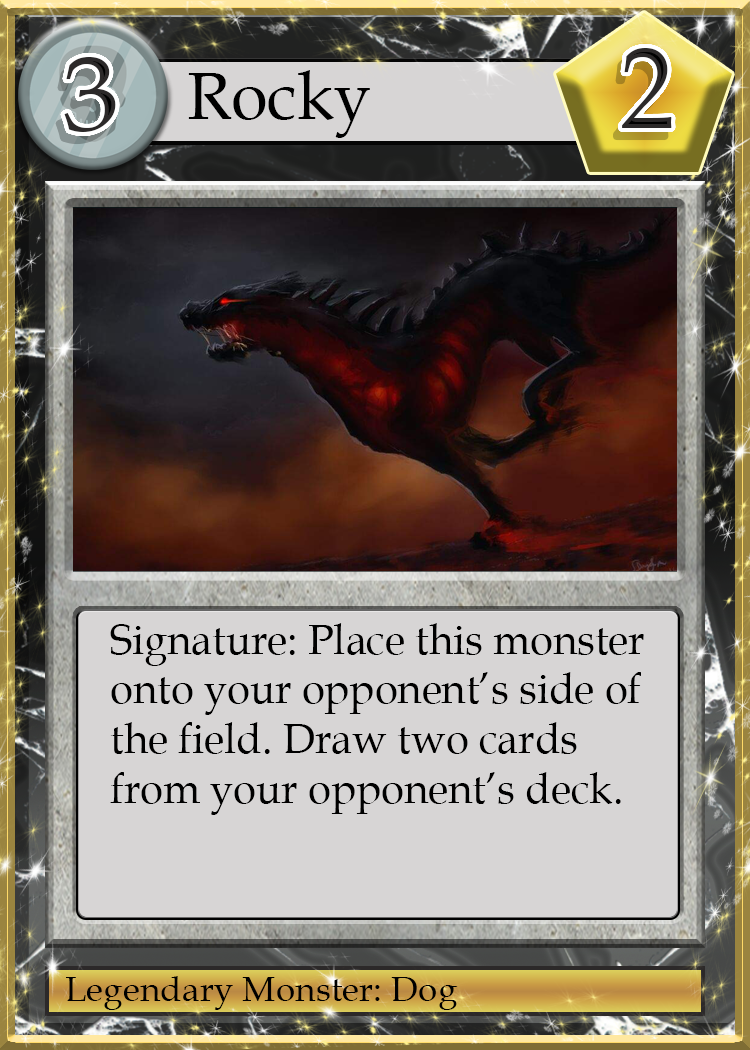 3
Rocky
2
Signature: Place this monster
onto your opponent's side of
the field. Draw two cards
from your opponent's deck.
Legendary Monster: Dog